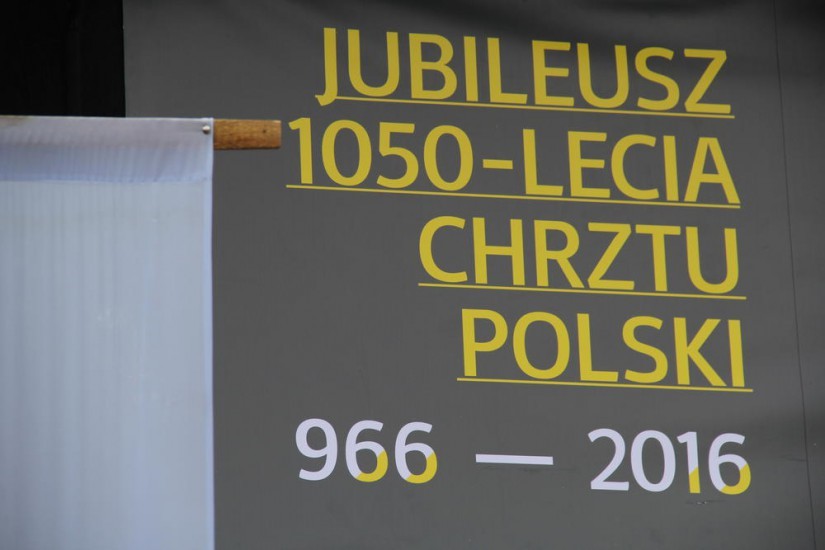 JUBILEUSZ
1050-LECIA
CHRZTU
POLSKI
966 — 2016